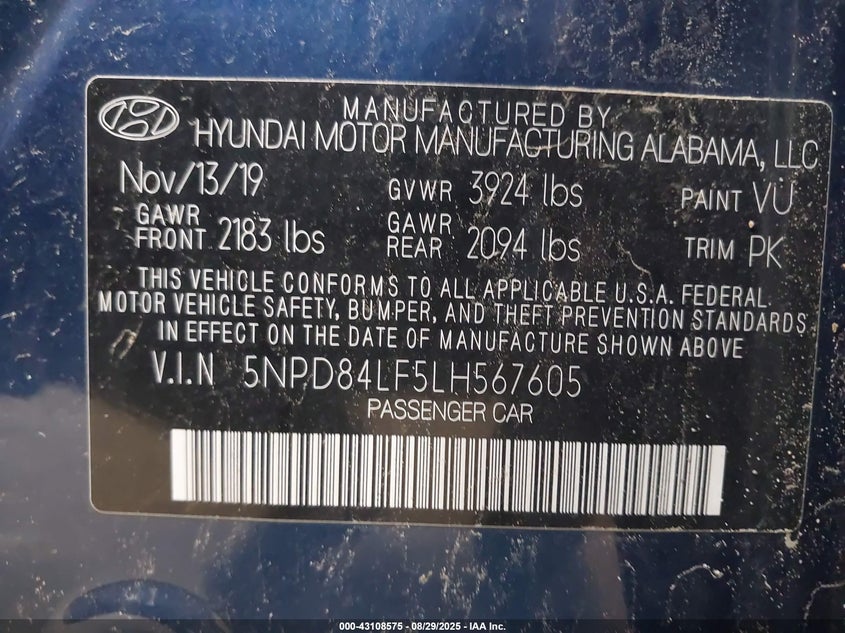 MANUFACTURED BY
HYUNDAI MOTOR MANUFACTURING ALABAMA, LLC
Nov/13/19 GVWR 3924 lbs PAINT VU
GAWR FRONT 2183 lbs GAWR REAR 2094 lbs TRIM PK
THIS VEHICLE CONFORMS TO ALL APPLICABLE U.S.A. FEDERAL
MOTOR VEHICLE SAFETY, BUMPER, AND THEFT PREVENTION STANDARDS
IN EFFECT ON THE DATE OF MANUFACTURE SHOWN ABOVE
V.I.N 5NPD84LF5LH567605
PASSENGER CAR
000-43108575 - 08/29/2025 - IAA Inc.